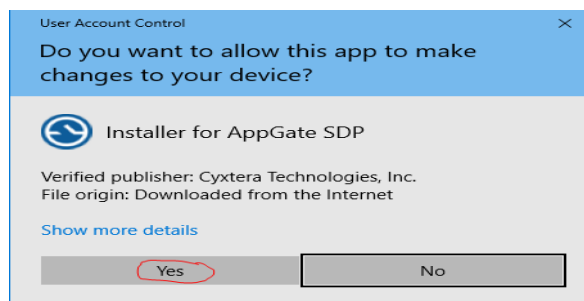 User Account Control
Do you want to allow this app to make
changes to your device?
Installer for AppGate SDP
Verified publisher: Cyxtera Technologies, Inc.
File origin: Downloaded from the Internet
Show more details
Yes
No